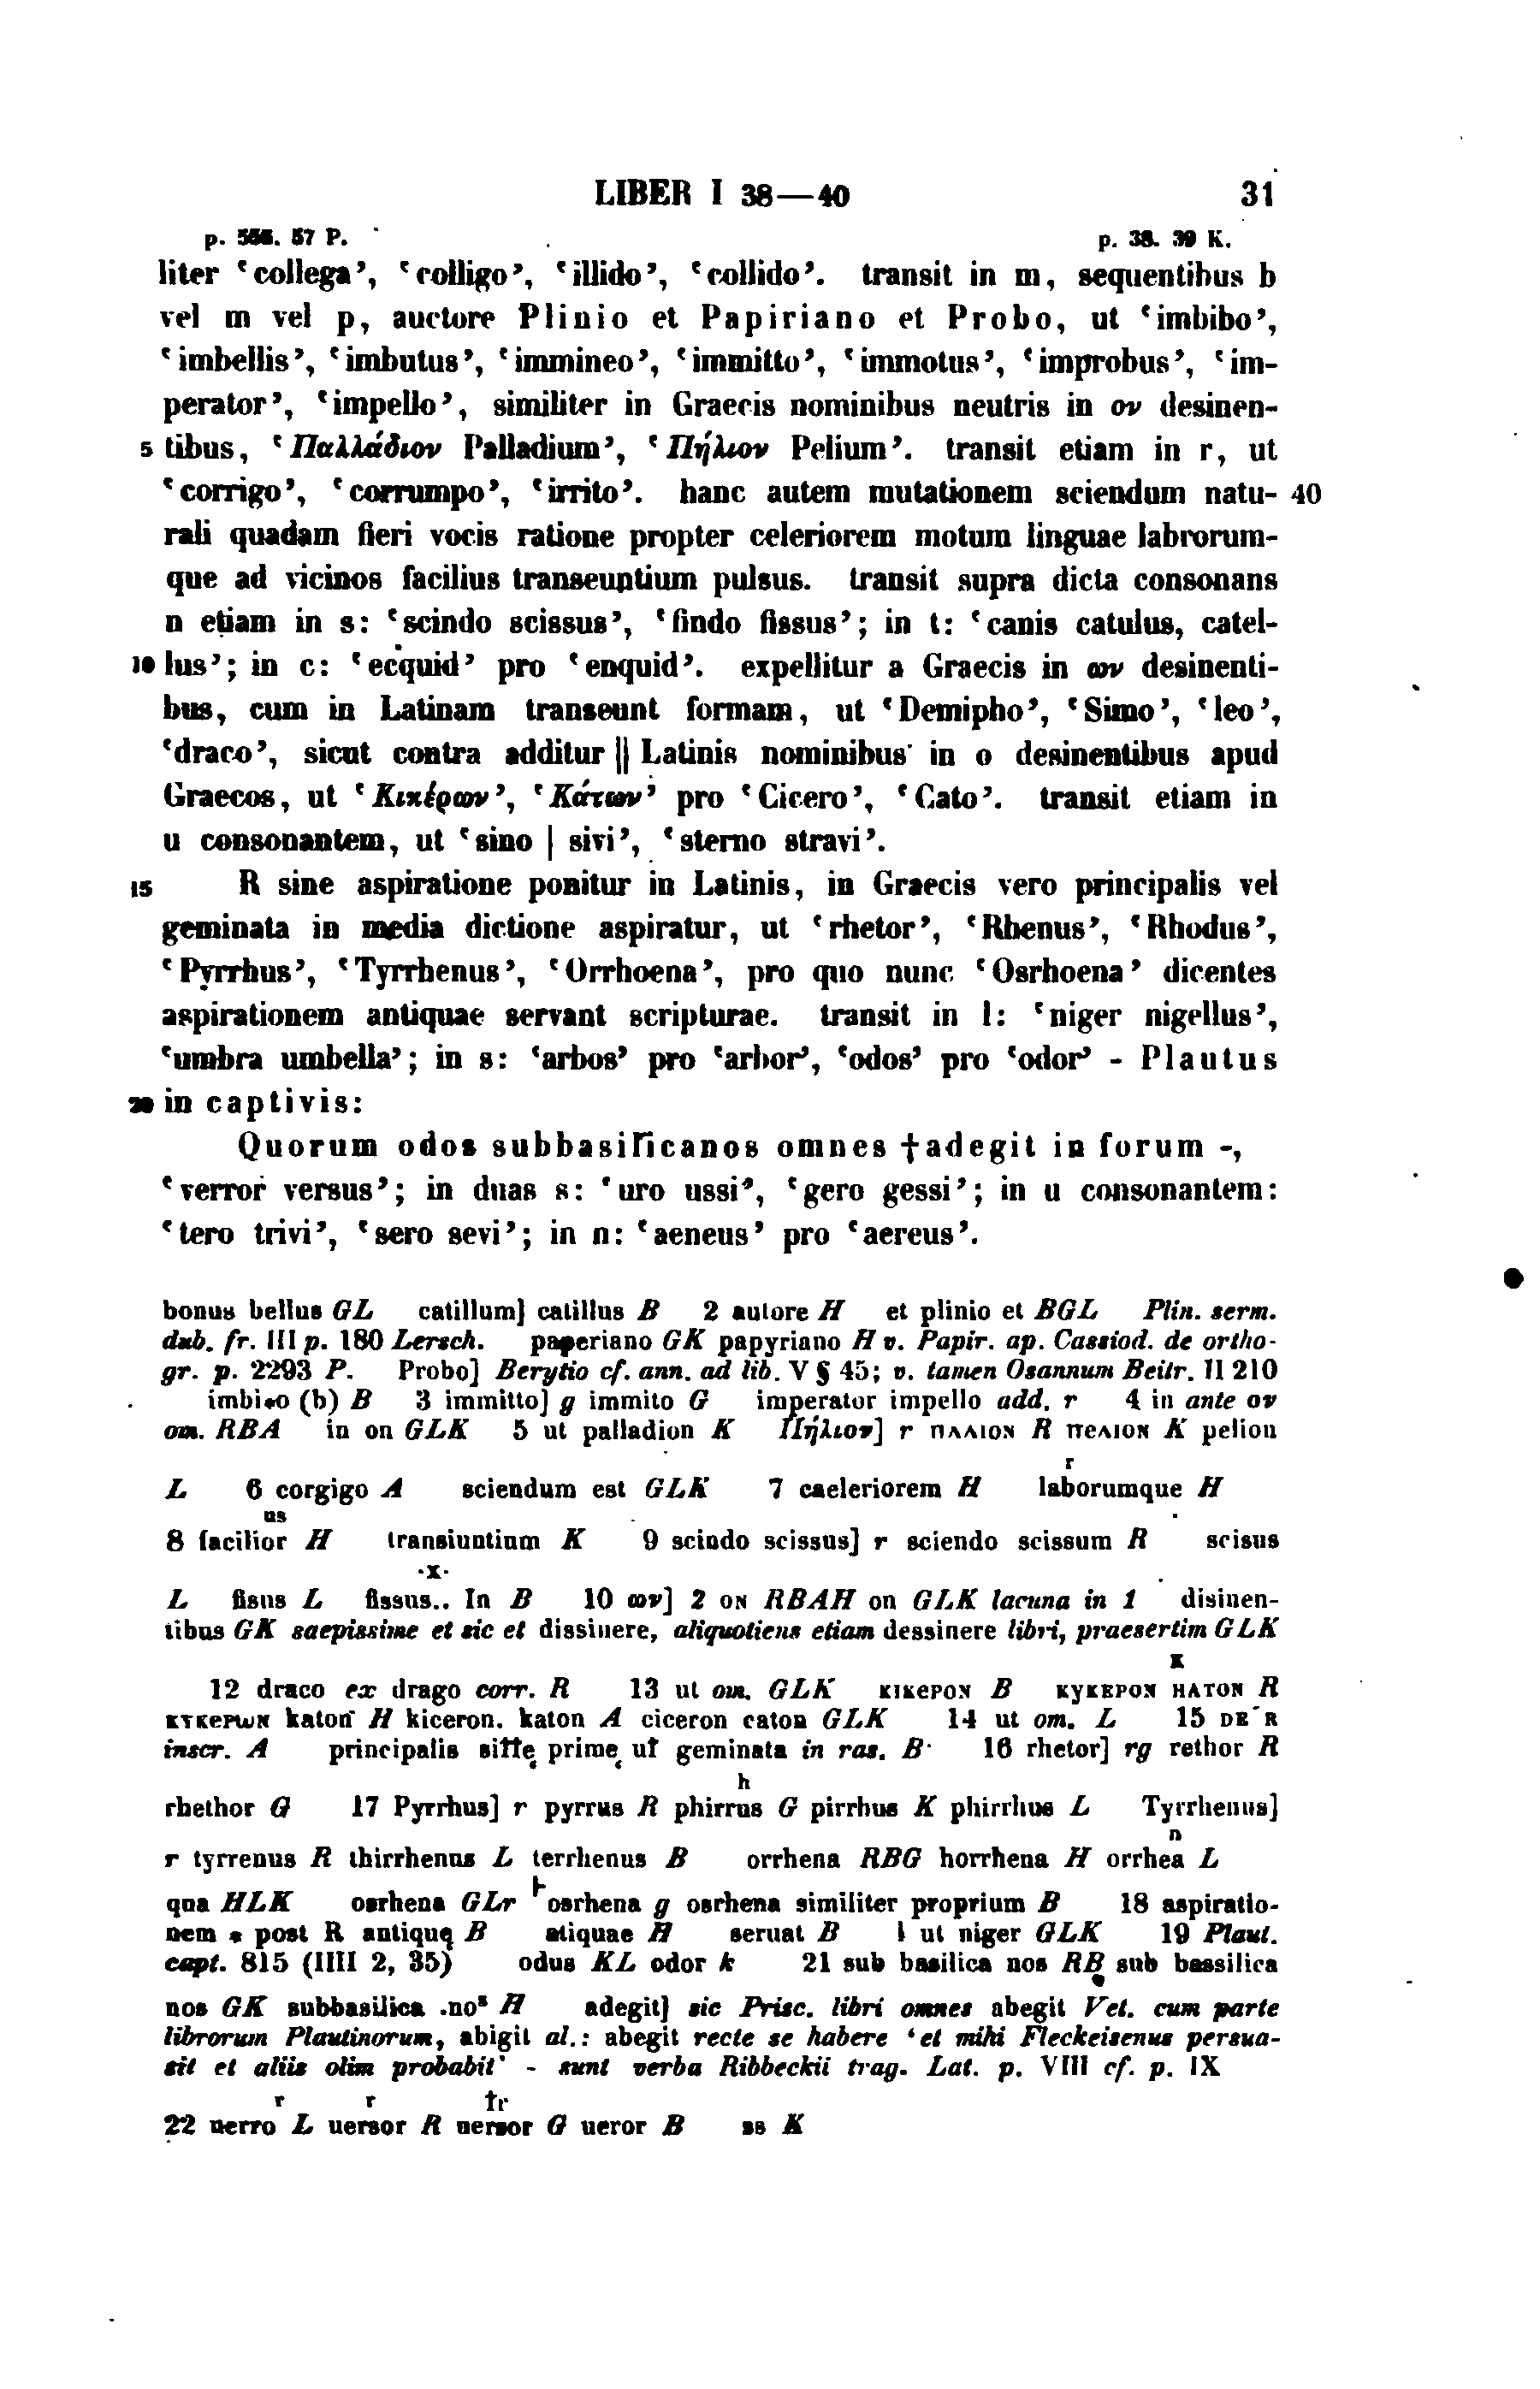 LIBER I 38—40 31
p. 556. 57 P. p. 38. 39 K.
liter ‘collega’, ‘colligo’, ‘illido’, ‘collido’. transit in m, sequentibus b
vel m vel p, auctore Plinio et Papiriano et Probo, ut ‘imbibo’,
‘imbellis’, ‘imbutus’, ‘immineo’, ‘immitto’, ‘immotus’, ‘improbus’, ‘im-
perator’, ‘impello’, similiter in Graecis nominibus neutris in ον desinen-
5 tibus, ‘Παλλάδιον Palladium’, ‘Πήλιον Pelium’. transit etiam in r, ut
‘corrigo’, ‘corrumpo’, ‘irrito’. hanc autem mutationem sciendum natu- 40
rali quadam fieri vocis ratione propter celeriorem motum linguae labrorum-
que ad vicinos facilius transeuntium pulsus. transit supra dicta consonans
n etiam in s: ‘scindo scissus’, ‘findo fissus’; in t: ‘canis catulus, catel-
10 lus’; in c: ‘ecquid’ pro ‘enquid’. expellitur a Graecis in ων desinenti-
bus, cum in Latinam transeunt formam, ut ‘Demipho’, ‘Simo’, ‘leo’,
‘draco’, sicut contra additur || Latinis nominibus in o desinentibus apud
Graecos, ut ‘Κικέρων’, ‘Κάτων’ pro ‘Cicero’, ‘Cato’. transit etiam in
u consonantem, ut ‘sino | sivi’, ‘sterno stravi’.
15 R sine aspiratione ponitur in Latinis, in Graecis vero principalis vel
geminata in media dictione aspiratur, ut ‘rhetor’, ‘Rhenus’, ‘Rhodus’,
‘Pyrrhus’, ‘Tyrrhenus’, ‘Orrhoena’, pro quo nunc ‘Osrhoena’ dicentes
aspirationem antiquae servant scripturae. transit in l: ‘niger nigellus’,
‘umbra umbella’; in s: ‘arbos’ pro ‘arbor’, ‘odos’ pro ‘odor’ - Plautus
20 in captivis:
Quorum odos subbasilicanos omnes †adegit in forum -,
‘verror versus’; in duas s: ‘uro ussi’, ‘gero gessi’; in u consonantem:
‘tero trivi’, ‘sero sevi’; in n: ‘aeneus’ pro ‘aereus’.
bonus bellus GL catillum] catillus B 2 autore H et plinio et BGL Plin. serm.
dub. fr. III p. 180 Lersch. paperiano GK papyriano H v. Papir. ap. Cassiod. de ortho-
gr. p. 2293 P. Probo] Berytio cf. ann. ad lib. V § 45; v. tamen Osannum Beitr. II 210
imbi*o (b) B 3 immitto] g immito G imperator impello add. r 4 in ante ον
om. RBA in on GLK 5 ut palladion K Πήλιον] r ΠΛΛΙΟΝ R ΠΕΛΙΟΝ K pelion
r
L 6 corgigo A sciendum est GLK 7 caeleriorem H laborumque H
us
8 facilior H transiuntium K 9 scindo scissus] r sciendo scissum R scisus
·x·
L fisus L fissus.. In B 10 ων] 2 ON RBAH on GLK lacuna in 1 disinen-
tibus GK saepissime et sic et dissinere, aliquotiens etiam dessinere libri, praesertim GLK
K
12 draco ex drago corr. R 13 ut om. GLK KIKEPON B KYKEPON HATON R
ΚΥΚΕΡωΝ katon H kiceron. katon A ciceron caton GLK 14 ut om. L 15 DE R
inscr. A principalis sitte prime ut geminata in ras. B 16 rhetor] rg rethor R
h
rhethor G 17 Pyrrhus] r pyrrus R phirrus G pirrhus K phirrhus L Tyrrhenus]
n
r tyrrenus R thirrhenus L terrhenus B orrhena RBG horrhena H orrhea L
qua HLK osrhena GLr osrhena g osrhena similiter proprium B 18 aspiratio-
nem * post R antiquę B atiquae H seruat B l ut niger GLK 19 Plaut.
capt. 815 (IIII 2, 35) odus KL odor k 21 sub basilica nos RB sub bassilica
nos GK subbasilica .nos H adegit] sic Prisc. libri omnes abegit Vet. cum parte
librorum Plautinorum, abigit al.: abegit recte se habere ‘et mihi Fleckeisenus persua-
sit et aliis olim probabit’ - sunt verba Ribbeckii trag. Lat. p. VIII cf. p. IX
r r tr
22 uerro L uersor R uersor G ueror B ss K